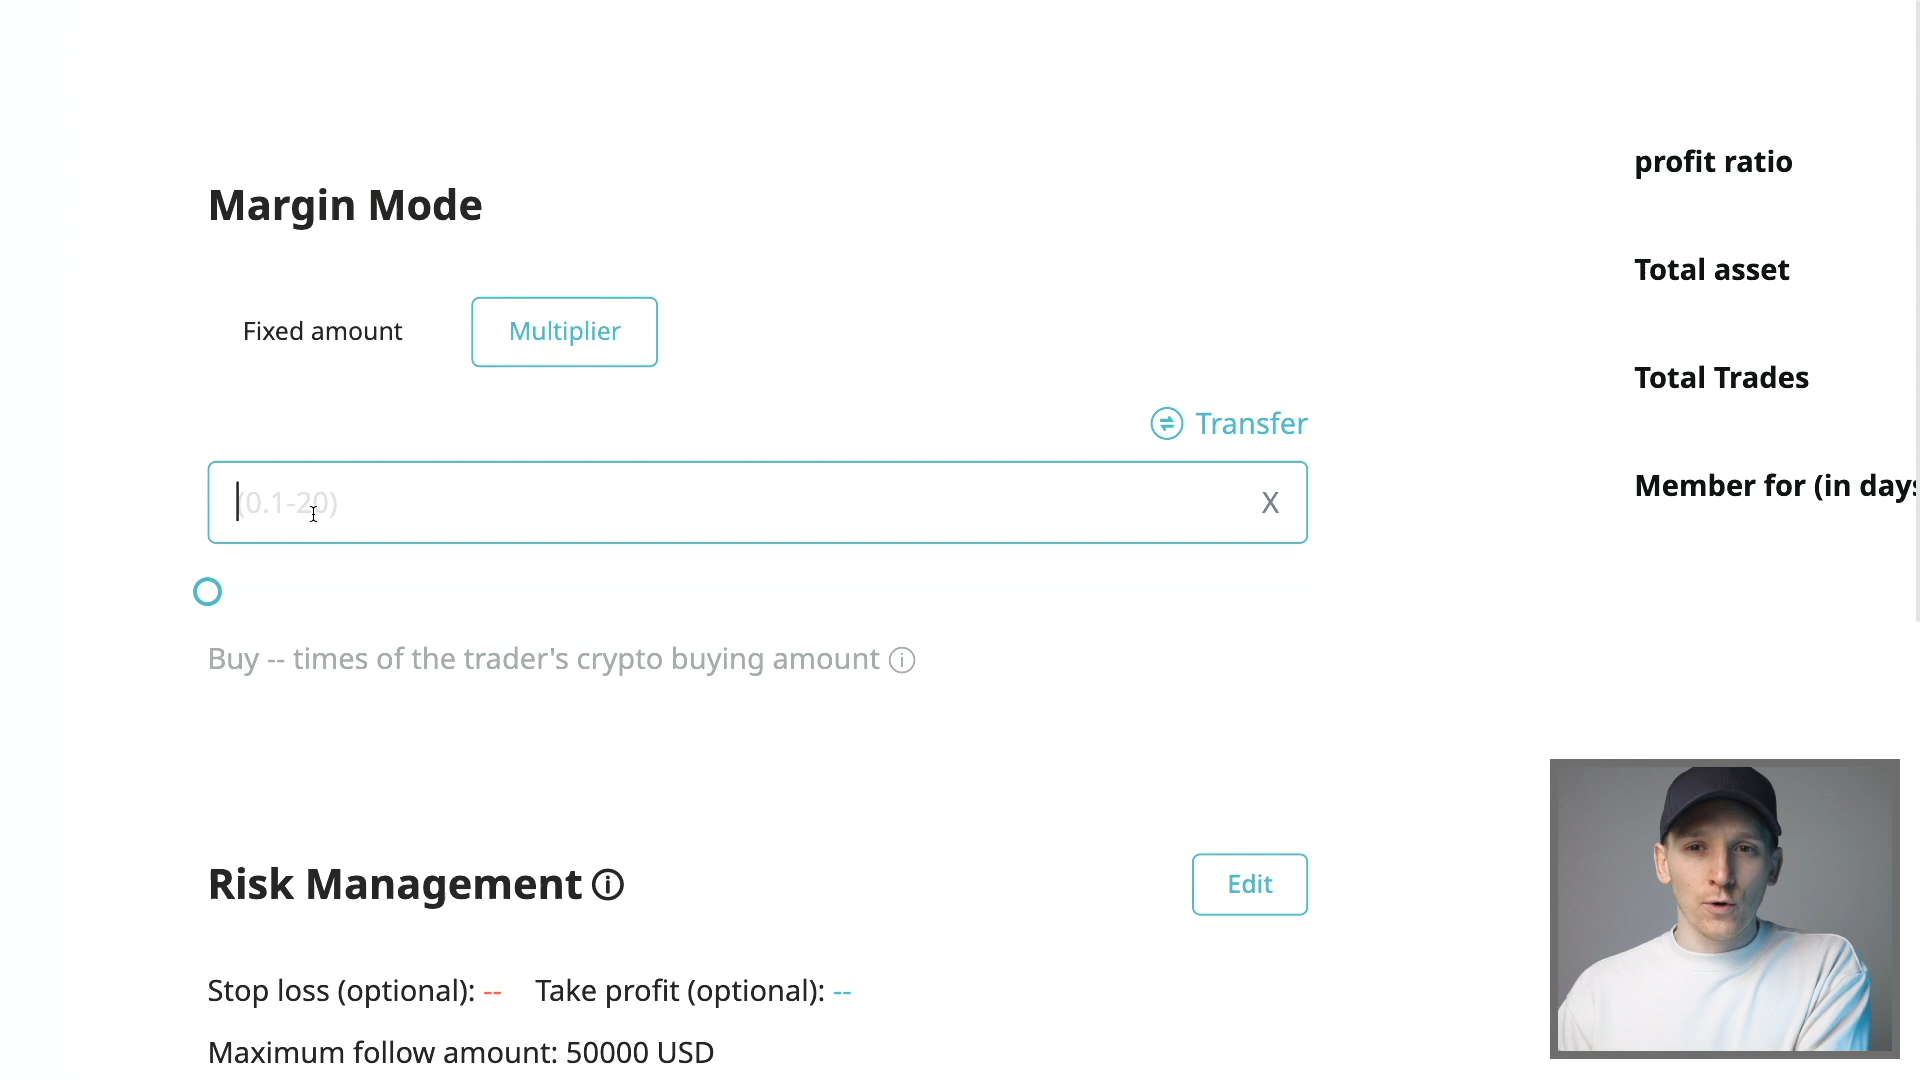 profit ratio
Margin Mode
Total asset
Fixed amount Multiplier
Total Trades
Transfer
(0.1-20) X
Member for (in days
Buy -- times of the trader's crypto buying amount
Risk Management Edit
Stop loss (optional): -- Take profit (optional): --
Maximum follow amount: 50000 USD